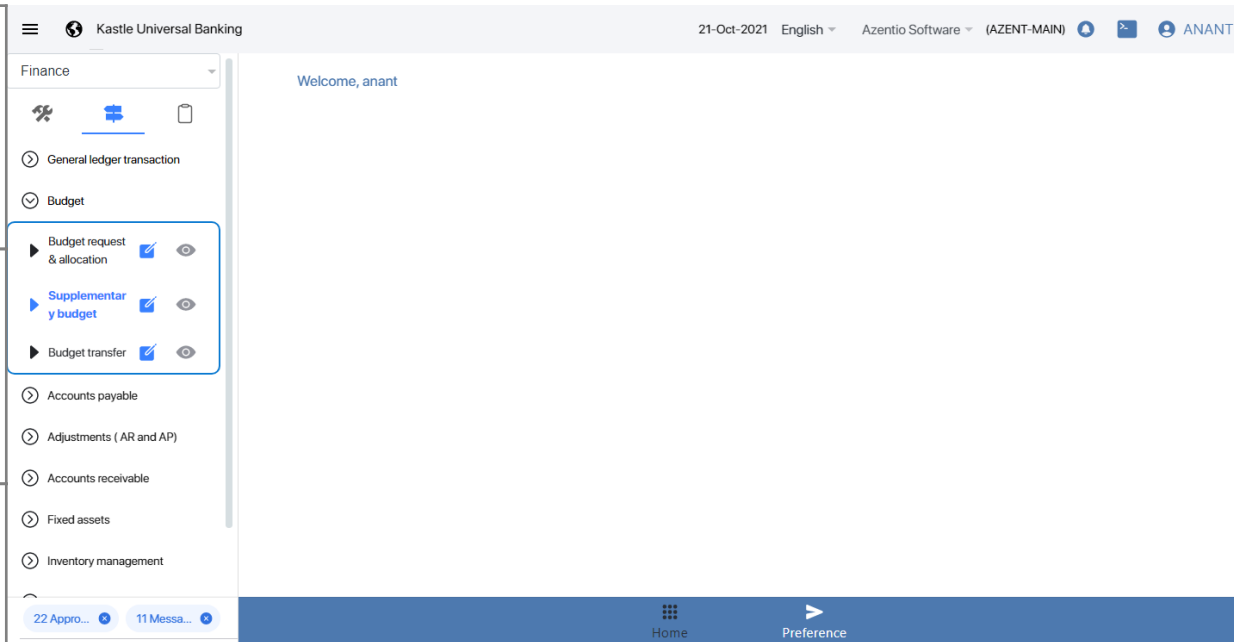 Kastle Universal Banking
21-Oct-2021 English Azentio Software (AZENT-MAIN) ANANT
Finance
Welcome, anant
General ledger transaction
Budget
Budget request
& allocation
Supplementar
y budget
Budget transfer
Accounts payable
Adjustments ( AR and AP)
Accounts receivable
Fixed assets
Inventory management
22 Appro... 11 Messa...
Home Preference